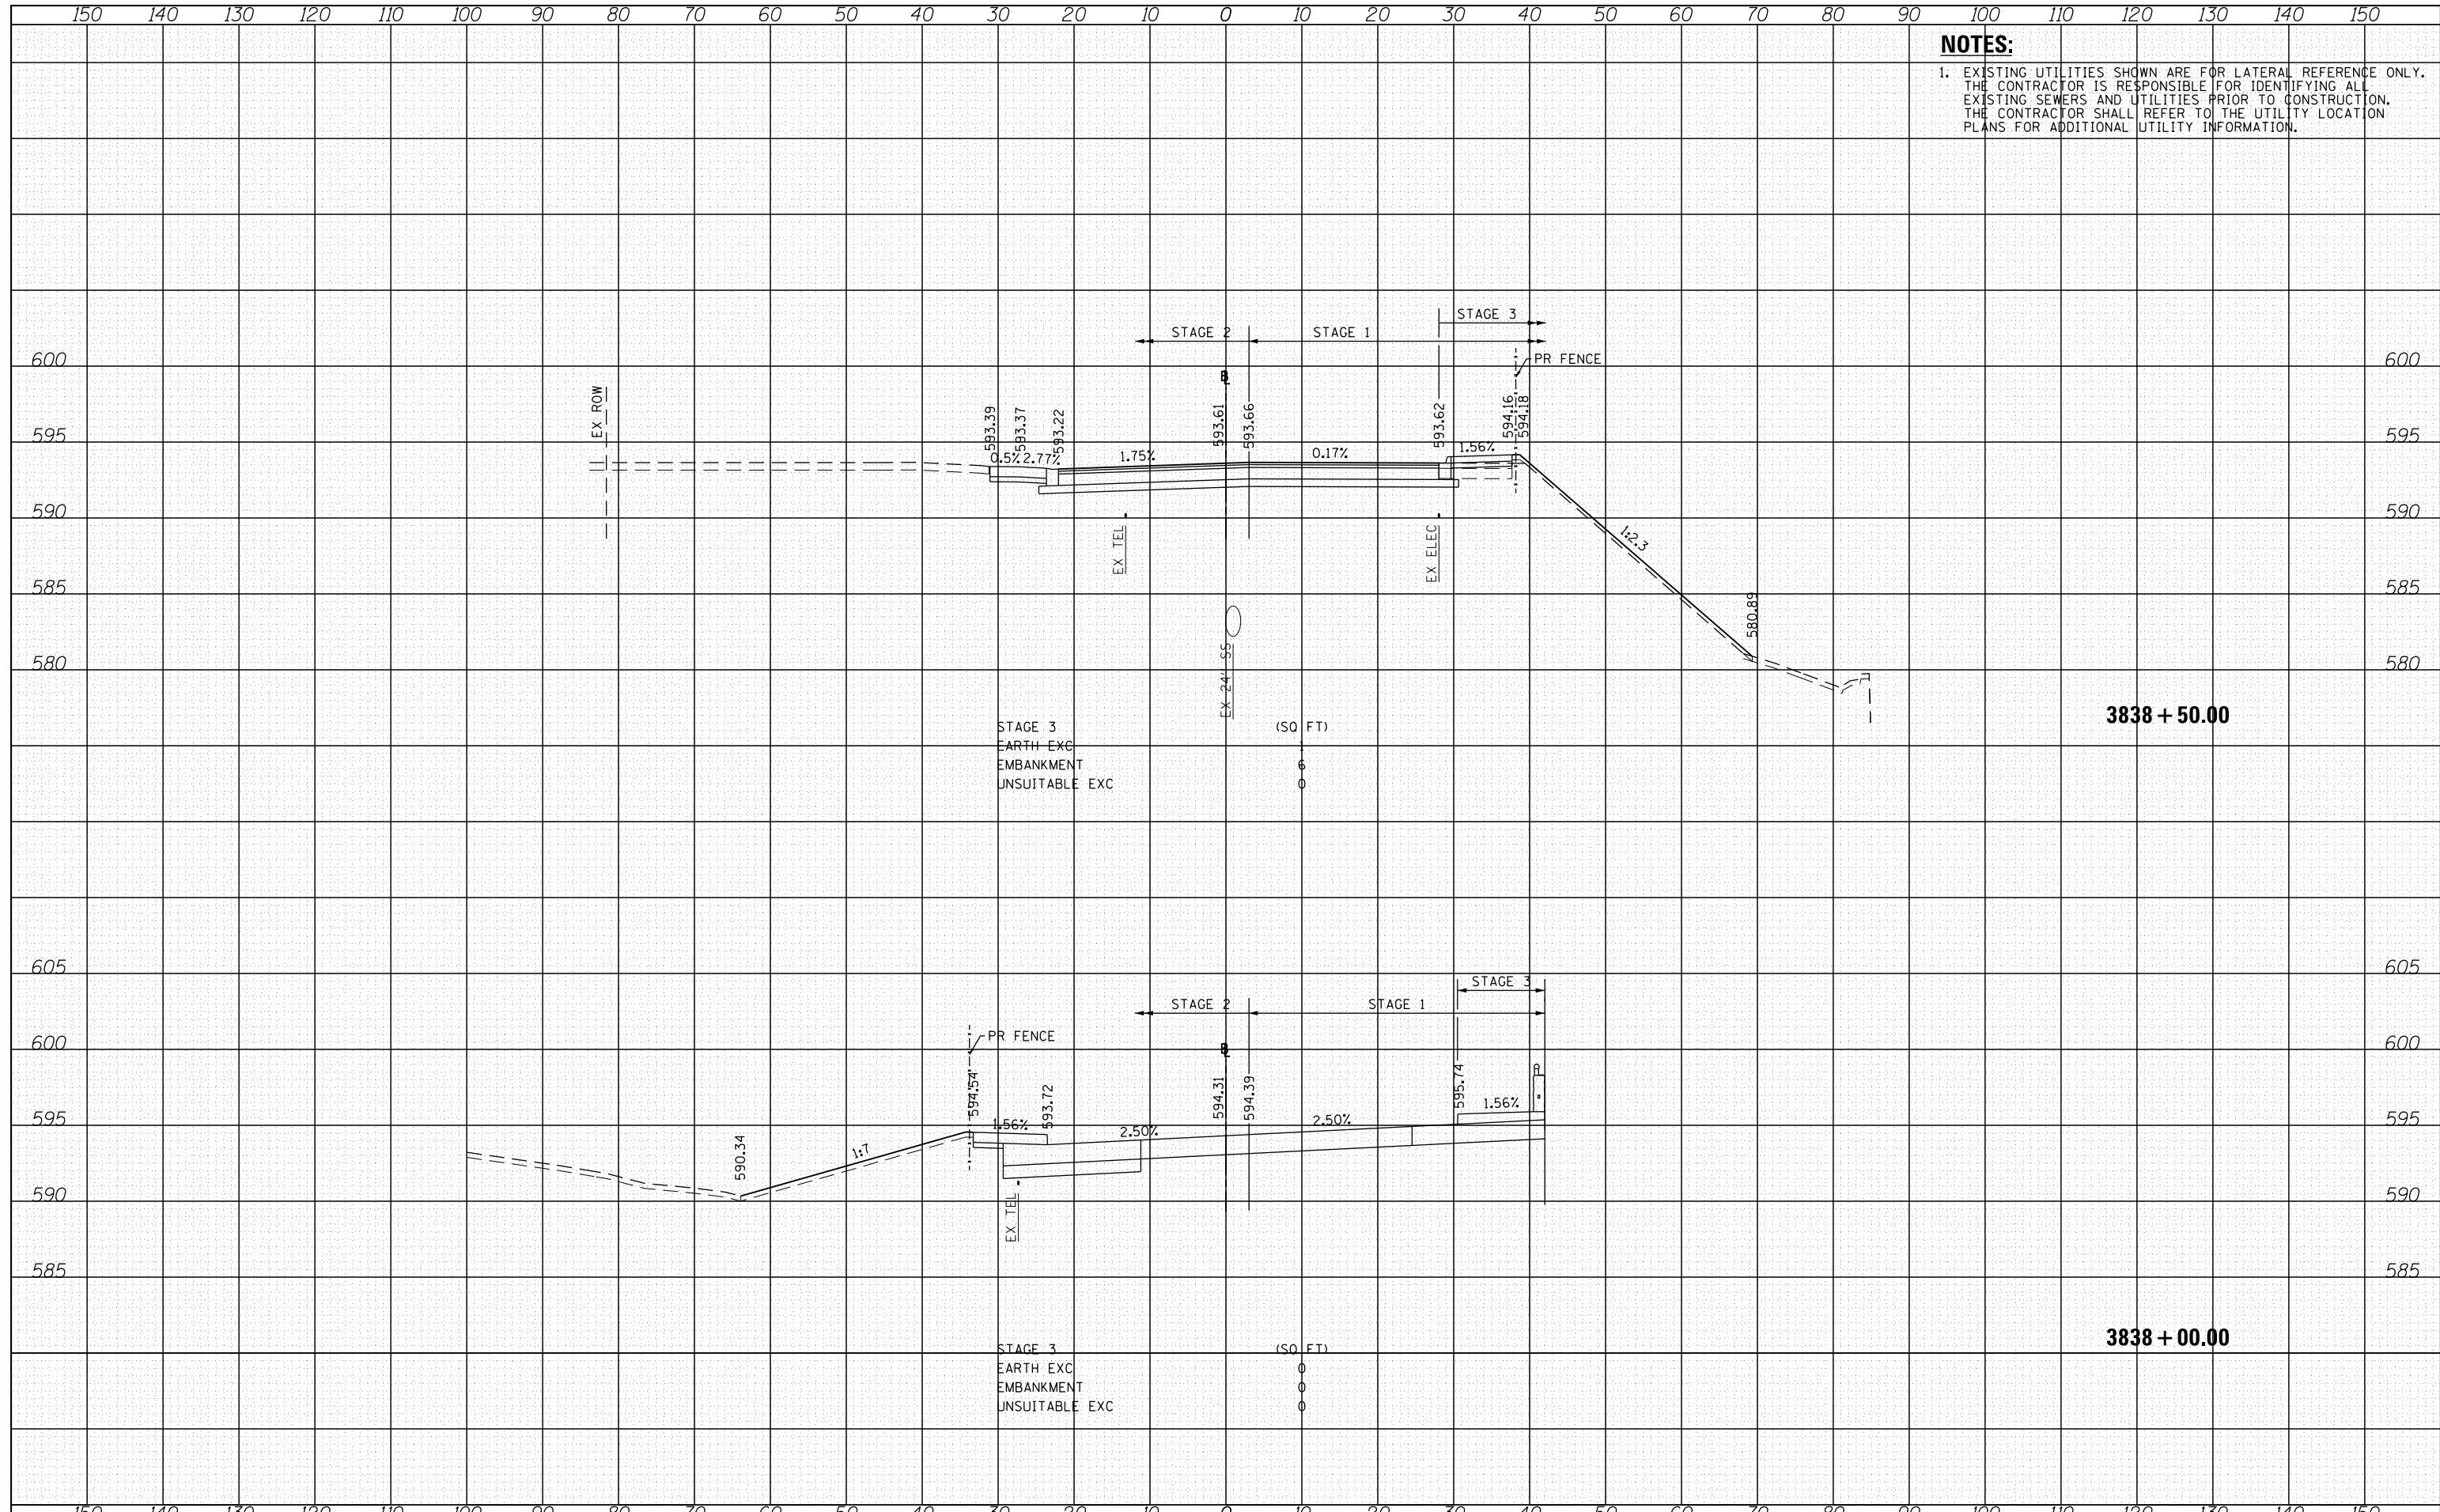 150 140 130 120 110 100 90 80 70 60 50 40 30 20 10 0 10 20 30 40 50 60 70 80 90 100 110 120 130 140 150
NOTES:
1. EXISTING UTILITIES SHOWN ARE FOR LATERAL REFERENCE ONLY.
THE CONTRACTOR IS RESPONSIBLE FOR IDENTIFYING ALL
EXISTING SEWERS AND UTILITIES PRIOR TO CONSTRUCTION.
THE CONTRACTOR SHALL REFER TO THE UTILITY LOCATION
PLANS FOR ADDITIONAL UTILITY INFORMATION.
STAGE 3
STAGE 2 STAGE 1
600 PR FENCE 600
BL
EX ROW
593.39 593.37 593.22 593.61 593.66 593.62 594.16 594.18
595 595
0.5% 2.77% 1.75% 0.17% 1.56%
590 590
EX TEL
EX ELEC
1:2.3
585 585
580.89
EX 24" SS
580 580
3838 + 50.00
STAGE 3 (SQ FT)
EARTH EXC 1
EMBANKMENT 6
UNSUITABLE EXC 0
605 605
STAGE 3
STAGE 2 STAGE 1
PR FENCE
600 600
BL
594.54 593.72 594.31 594.39 595.74
595 595
1.56% 2.50% 2.50% 1.56%
590.34
1:7
590 590
EX TEL
585 585
3838 + 00.00
STAGE 3 (SQ FT)
EARTH EXC 0
EMBANKMENT 0
UNSUITABLE EXC 0
150 140 130 120 110 100 90 80 70 60 50 40 30 20 10 0 10 20 30 40 50 60 70 80 90 100 110 120 130 140 150